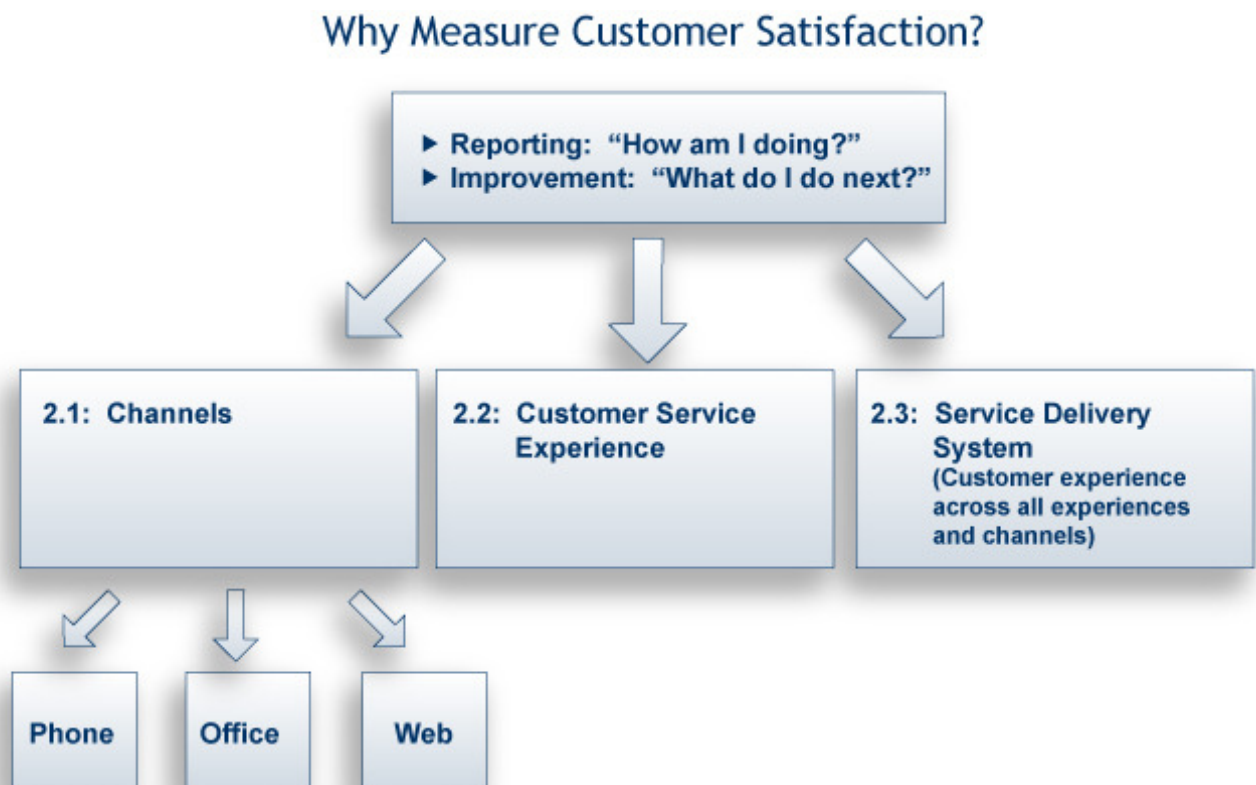 Why Measure Customer Satisfaction?
▶ Reporting: “How am I doing?”
▶ Improvement: “What do I do next?”
2.1: Channels
2.2: Customer Service
Experience
2.3: Service Delivery
System
(Customer experience
across all experiences
and channels)
Phone
Office
Web